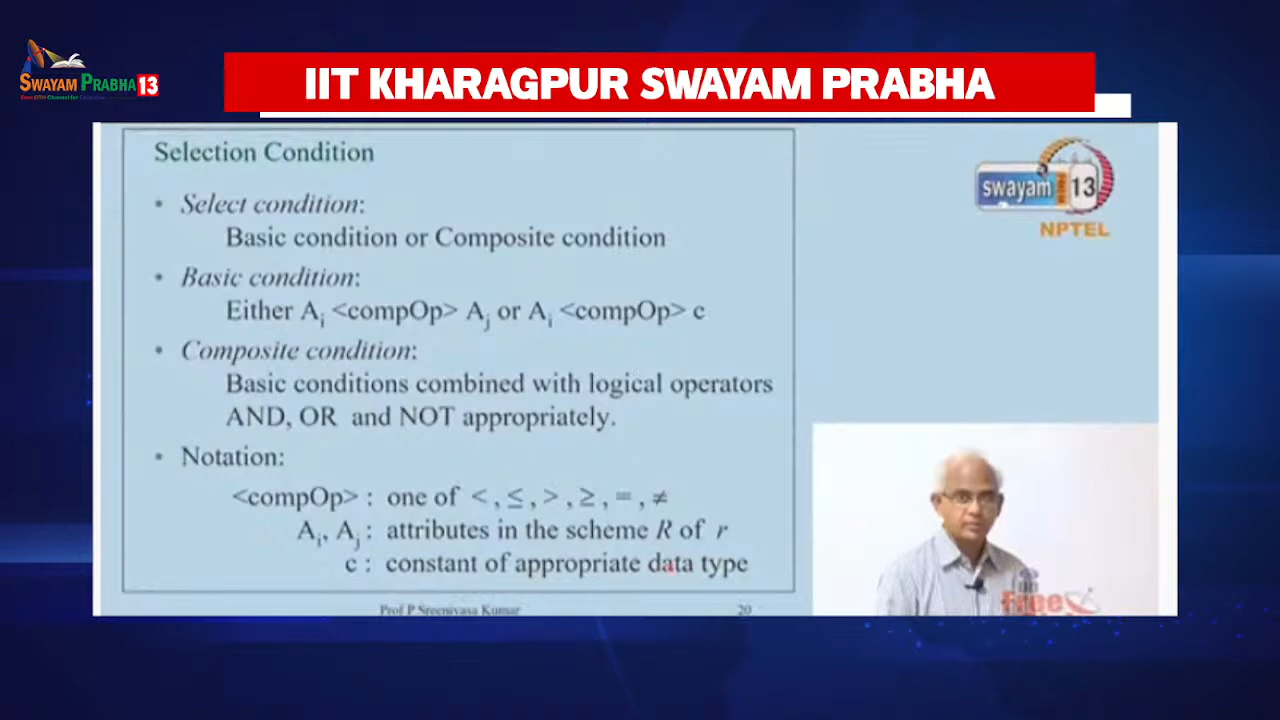 SWAYAM PRABHA 13
IIT KHARAGPUR SWAYAM PRABHA
Selection Condition
swayam 13
NPTEL
• Select condition:
Basic condition or Composite condition
• Basic condition:
Either Ai <compOp> Aj or Ai <compOp> c
• Composite condition:
Basic conditions combined with logical operators
AND, OR and NOT appropriately.
• Notation:
<compOp> : one of < , ≤ , > , ≥ , = , ≠
Ai, Aj : attributes in the scheme R of r
c : constant of appropriate data type
Prof P Sreenivasa Kumar
20
Free